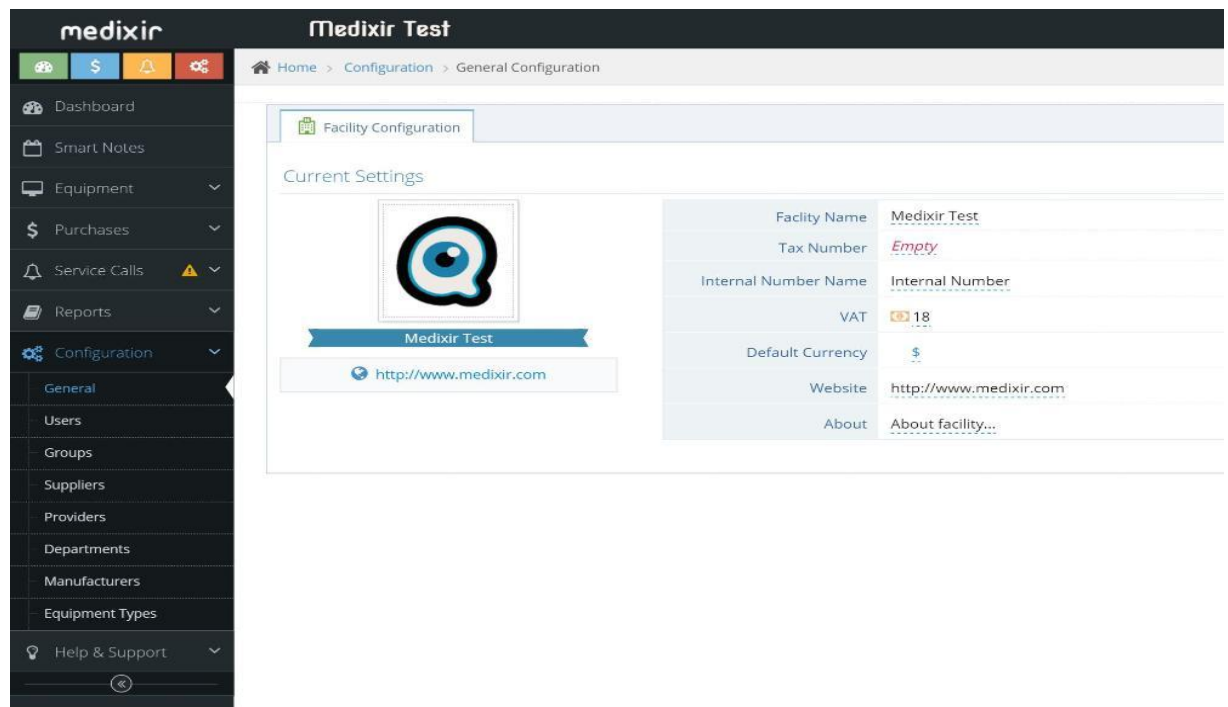 medixir
Medixir Test
Home > Configuration > General Configuration
Dashboard
Smart Notes
Equipment
$ Purchases
Service Calls
Reports
Configuration
General
Users
Groups
Suppliers
Providers
Departments
Manufacturers
Equipment Types
Help & Support
Facility Configuration
Current Settings
Medixir Test
http://www.medixir.com
Faclity Name Medixir Test
Tax Number Empty
Internal Number Name Internal Number
VAT 18
Default Currency $
Website http://www.medixir.com
About About facility...